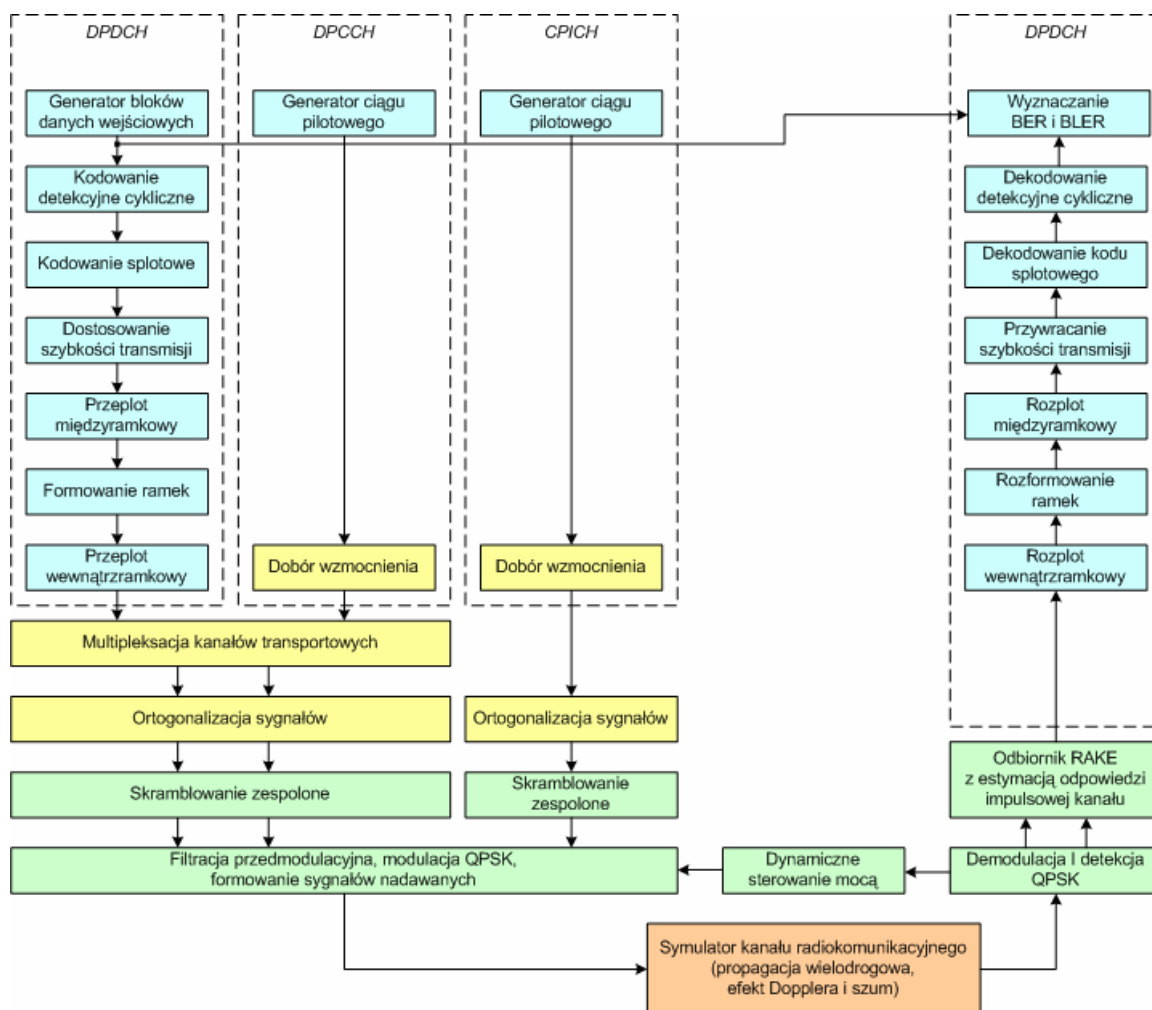 DPDCH
DPCCH
CPICH
DPDCH
Generator bloków
danych wejściowych
Generator ciągu
pilotowego
Generator ciągu
pilotowego
Wyznaczanie
BER i BLER
Kodowanie
detekcyjne cykliczne
Dekodowanie
detekcyjne cykliczne
Kodowanie splotowe
Dekodowanie kodu
splotowego
Dostosowanie
szybkości transmisji
Przywracanie
szybkości transmisji
Przeplot
międzyramkowy
Rozplot
międzyramkowy
Formowanie ramek
Rozformowanie
ramek
Przeplot
wewnątrzramkowy
Dobór wzmocnienia
Dobór wzmocnienia
Rozplot
wewnątrzramkowy
Multipleksacja kanałów transportowych
Ortogonalizacja sygnałów
Ortogonalizacja sygnałów
Odbiornik RAKE
z estymacją odpowiedzi
impulsowej kanału
Skramblowanie zespolone
Skramblowanie
zespolone
Filtracja przedmodulacyjna, modulacja QPSK,
formowanie sygnałów nadawanych
Dynamiczne
sterowanie mocą
Demodulacja I detekcja
QPSK
Symulator kanału radiokomunikacyjnego
(propagacja wielodrogowa,
efekt Dopplera i szum)